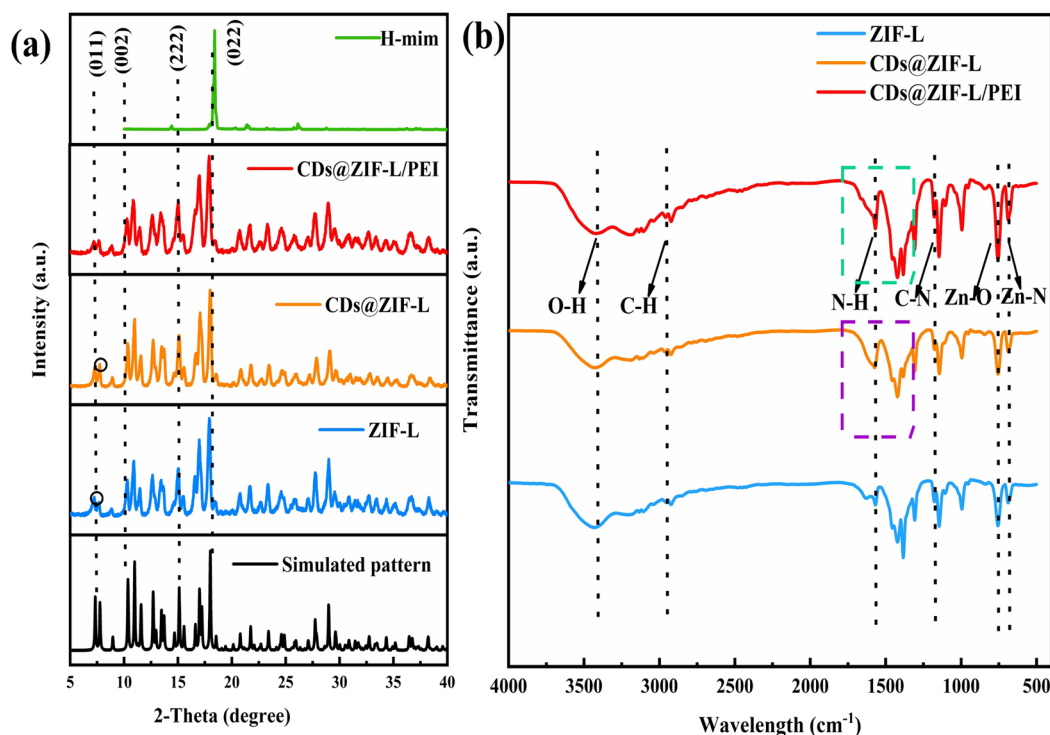 (a)
(011)
(002)
(222)
(022)
H-mim
CDs@ZIF-L/PEI
CDs@ZIF-L
ZIF-L
Simulated pattern
Intensity (a.u.)
5 10 15 20 25 30 35 40
2-Theta (degree)
(b)
ZIF-L
CDs@ZIF-L
CDs@ZIF-L/PEI
O-H
C-H
N-H
C-N
Zn-O
Zn-N
Transmittance (a.u.)
4000 3500 3000 2500 2000 1500 1000 500
Wavelength (cm⁻¹)